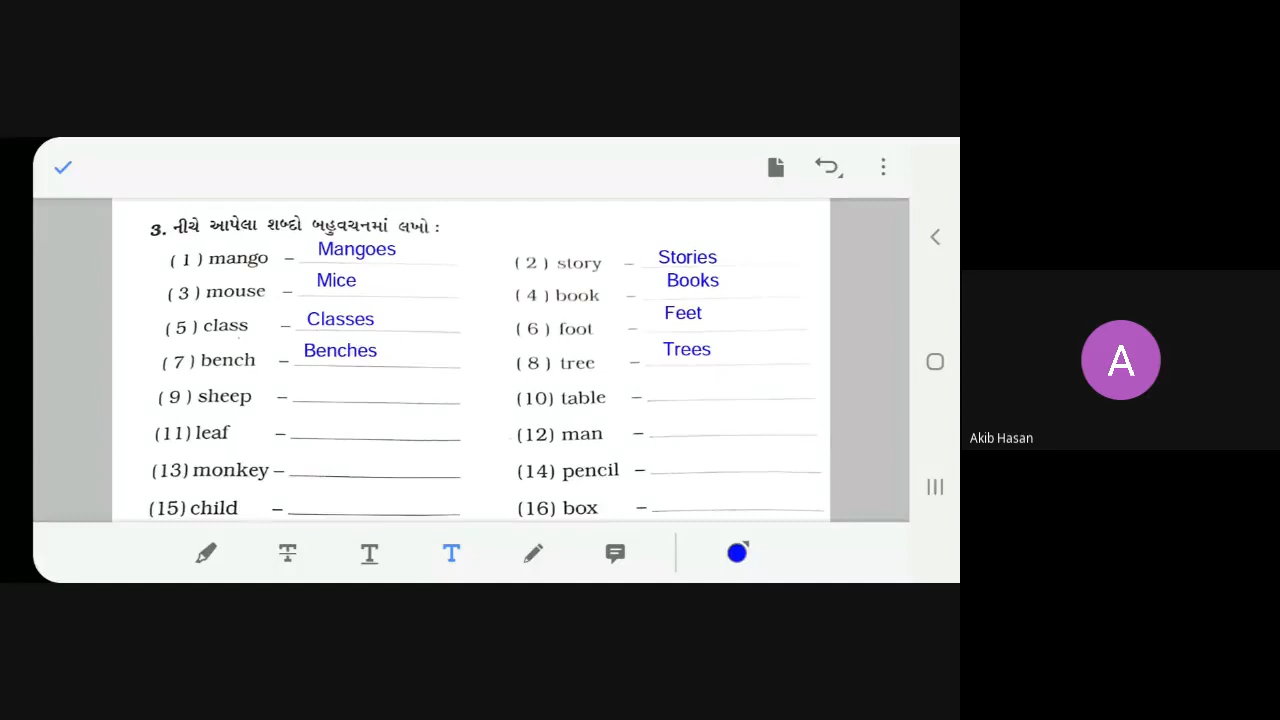 3. નીચે આપેલા શબ્દો બહુવચનમાં લખો :
(1) mango – Mangoes
(2) story – Stories
(3) mouse – Mice
(4) book – Books
(5) class – Classes
(6) foot – Feet
(7) bench – Benches
(8) tree – Trees
(9) sheep –
(10) table –
(11) leaf –
(12) man –
(13) monkey –
(14) pencil –
(15) child –
(16) box –
A
Akib Hasan